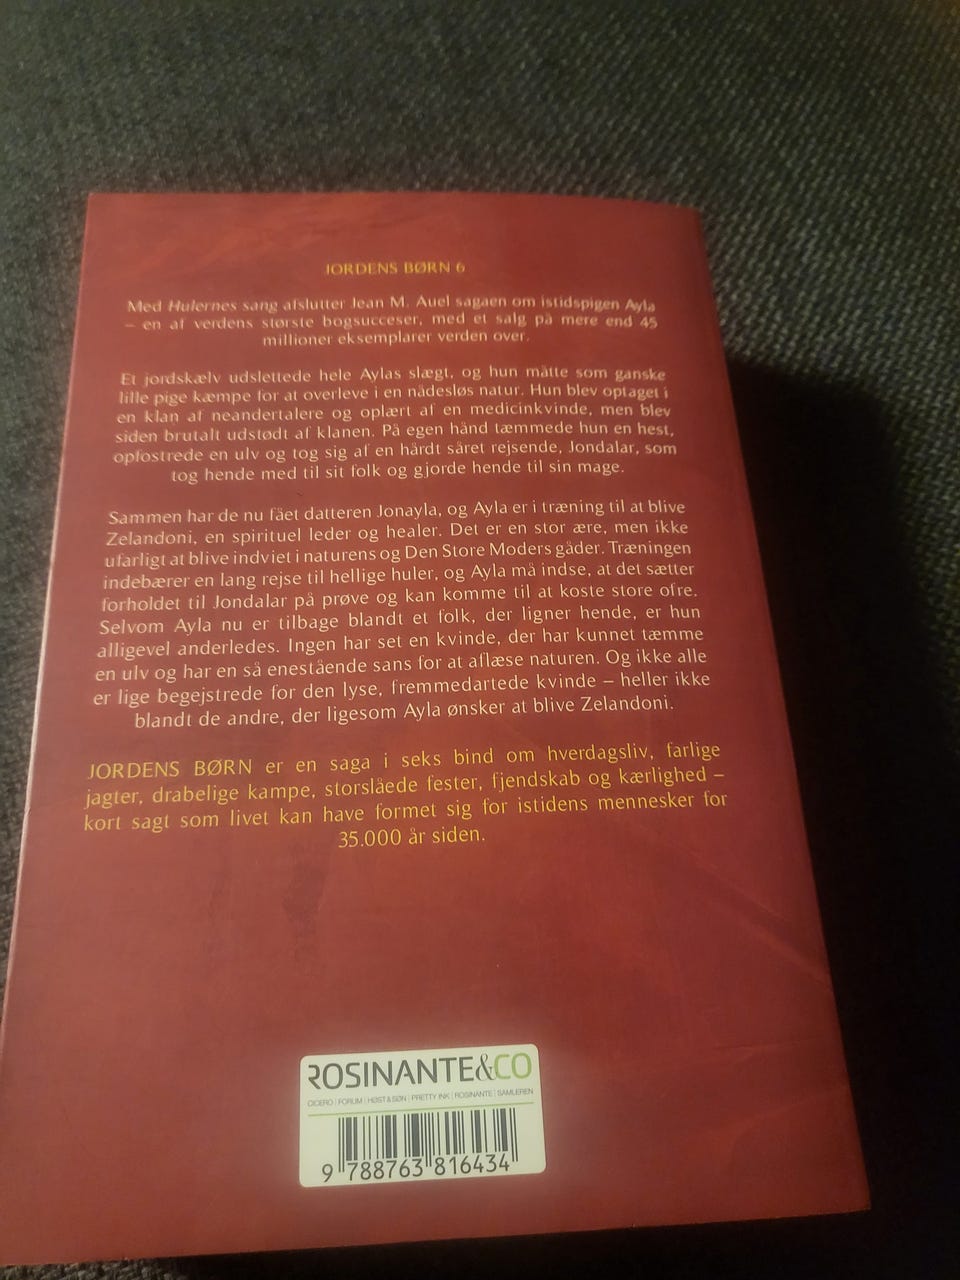 JORDENS BØRN 6
Med Hulernes sang afslutter Jean M. Auel sagaen om istidspigen Ayla
– en af verdens største bogsucceser, med et salg på mere end 45
millioner eksemplarer verden over.
Et jordskælv udslettede hele Aylas slægt, og hun måtte som ganske
lille pige kæmpe for at overleve i en nådesløs natur. Hun blev optaget i
en klan af neandertalere og oplært af en medicinkvinde, men blev
siden brutalt udstødt af klanen. På egen hånd tæmmede hun en hest,
opfostrede en ulv og tog sig af en hårdt såret rejsende, Jondalar, som
tog hende med til sit folk og gjorde hende til sin mage.
Sammen har de nu fået datteren Jonayla, og Ayla er i træning til at blive
Zelandoni, en spirituel leder og healer. Det er en stor ære, men ikke
ufarligt at blive indviet i naturens og Den Store Moders gåder. Træningen
indebærer en lang rejse til hellige huler, og Ayla må indse, at det sætter
forholdet til Jondalar på prøve og kan komme til at koste store ofre.
Selvom Ayla nu er tilbage blandt et folk, der ligner hende, er hun
alligevel anderledes. Ingen har set en kvinde, der har kunnet tæmme
en ulv og har en så enestående sans for at aflæse naturen. Og ikke alle
er lige begejstrede for den lyse, fremmedartede kvinde – heller ikke
blandt de andre, der ligesom Ayla ønsker at blive Zelandoni.
JORDENS BØRN er en saga i seks bind om hverdagsliv, farlige
jagter, drabelige kampe, storslåede fester, fjendskab og kærlighed –
kort sagt som livet kan have formet sig for istidens mennesker for
35.000 år siden.
ROSINANTE&CO
CICERO | FORUM | HØST & SØN | PRETTY INK | ROSINANTE | SAMLEREN
9 788763 816434